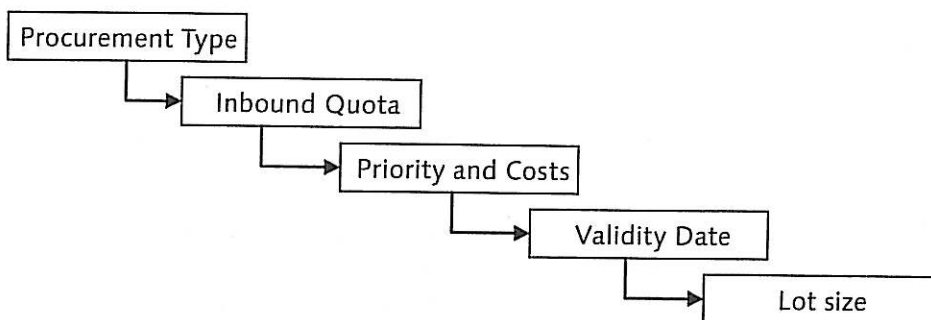 Procurement Type
Inbound Quota
Priority and Costs
Validity Date
Lot size